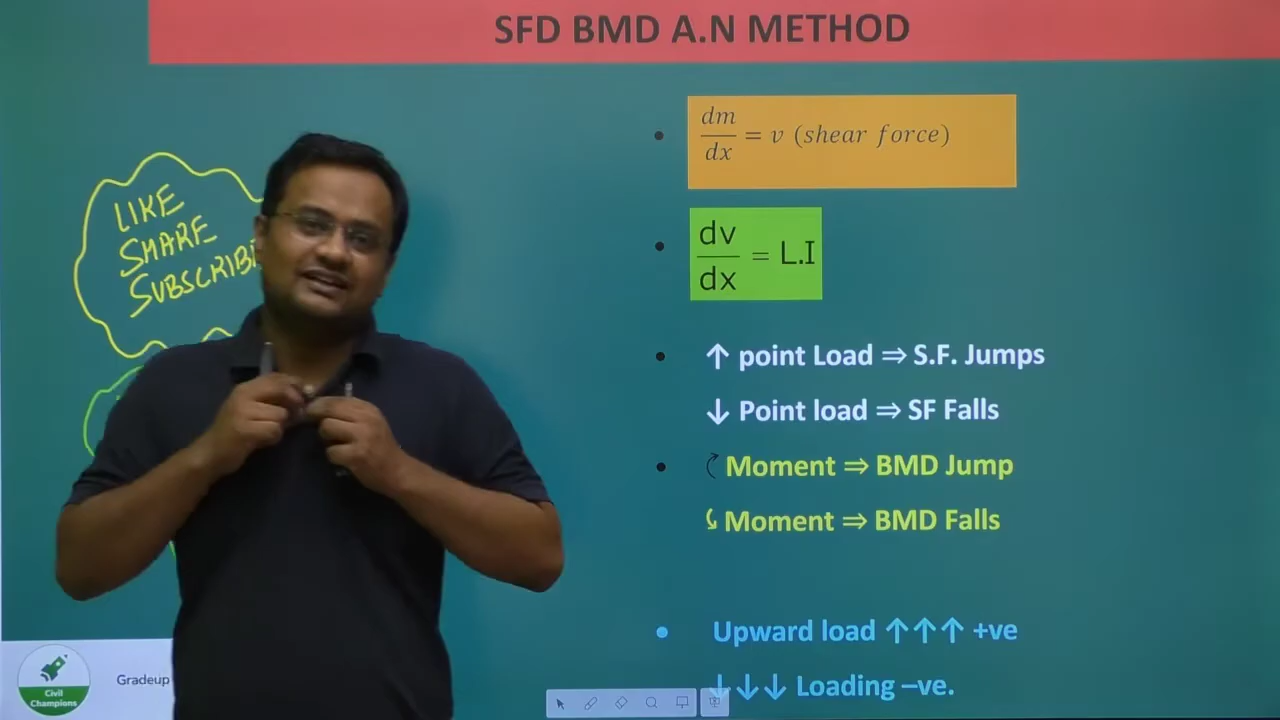 SFD BMD A.N METHOD
dm/dx = v (shear force)
dv/dx = L.I
↑ point Load ⇒ S.F. Jumps
↓ Point load ⇒ SF Falls
Moment ⇒ BMD Jump
Moment ⇒ BMD Falls
Upward load ↑↑↑ +ve
↓↓↓ Loading –ve.
LIKE
SHARE
SUBSCRIBE
Civil
Champions
Gradeup